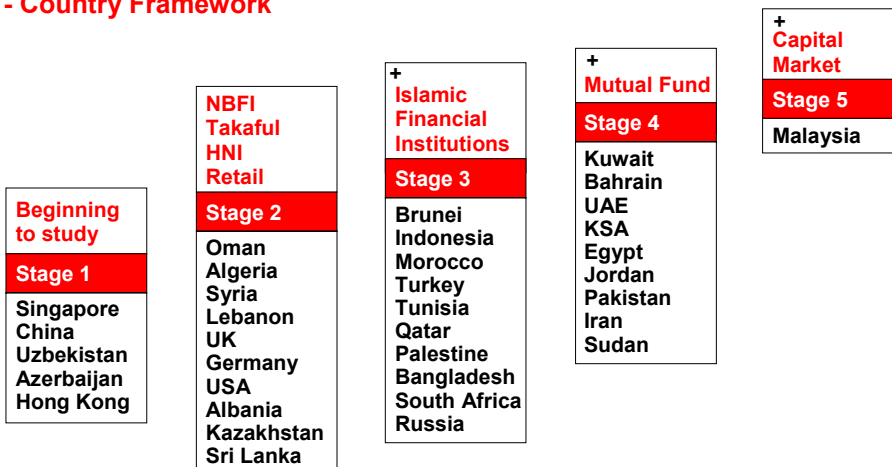 - Country Framework
Beginning
to study
Stage 1
Singapore
China
Uzbekistan
Azerbaijan
Hong Kong
NBFI
Takaful
HNI
Retail
Stage 2
Oman
Algeria
Syria
Lebanon
UK
Germany
USA
Albania
Kazakhstan
Sri Lanka
+
Islamic
Financial
Institutions
Stage 3
Brunei
Indonesia
Morocco
Turkey
Tunisia
Qatar
Palestine
Bangladesh
South Africa
Russia
+
Mutual Fund
Stage 4
Kuwait
Bahrain
UAE
KSA
Egypt
Jordan
Pakistan
Iran
Sudan
+
Capital
Market
Stage 5
Malaysia